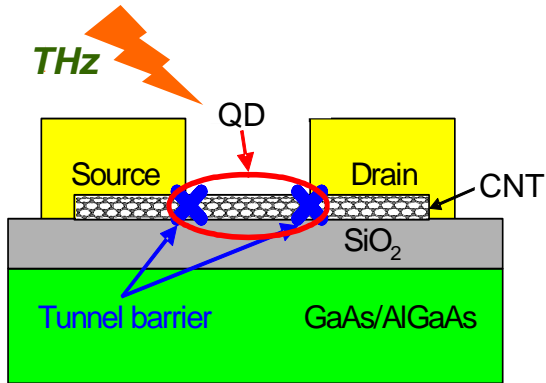 THz
QD
Source
Drain
CNT
SiO₂
Tunnel barrier
GaAs/AlGaAs